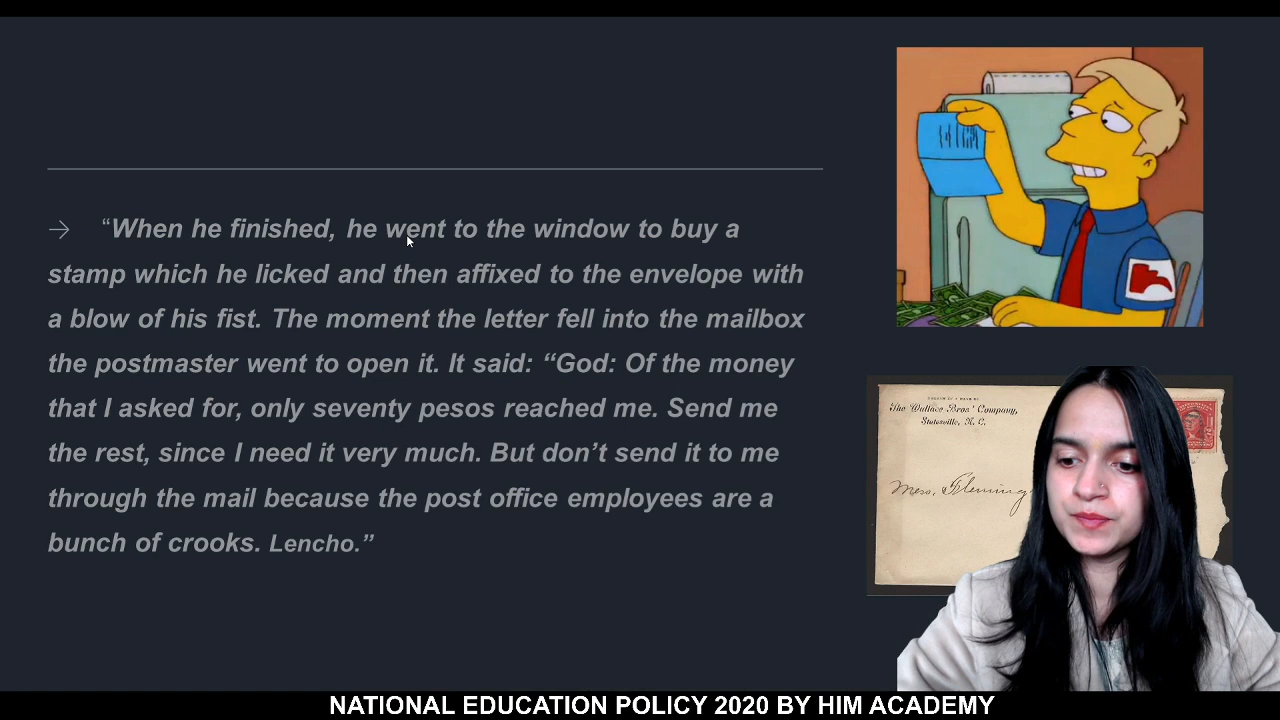 → “When he finished, he went to the window to buy a
stamp which he licked and then affixed to the envelope with
a blow of his fist. The moment the letter fell into the mailbox
the postmaster went to open it. It said: “God: Of the money
that I asked for, only seventy pesos reached me. Send me
the rest, since I need it very much. But don’t send it to me
through the mail because the post office employees are a
bunch of crooks. Lencho.”
The Wallace Bros' Company,
Statesville, N. C.
Mess. Fleming
NATIONAL EDUCATION POLICY 2020 BY HIM ACADEMY